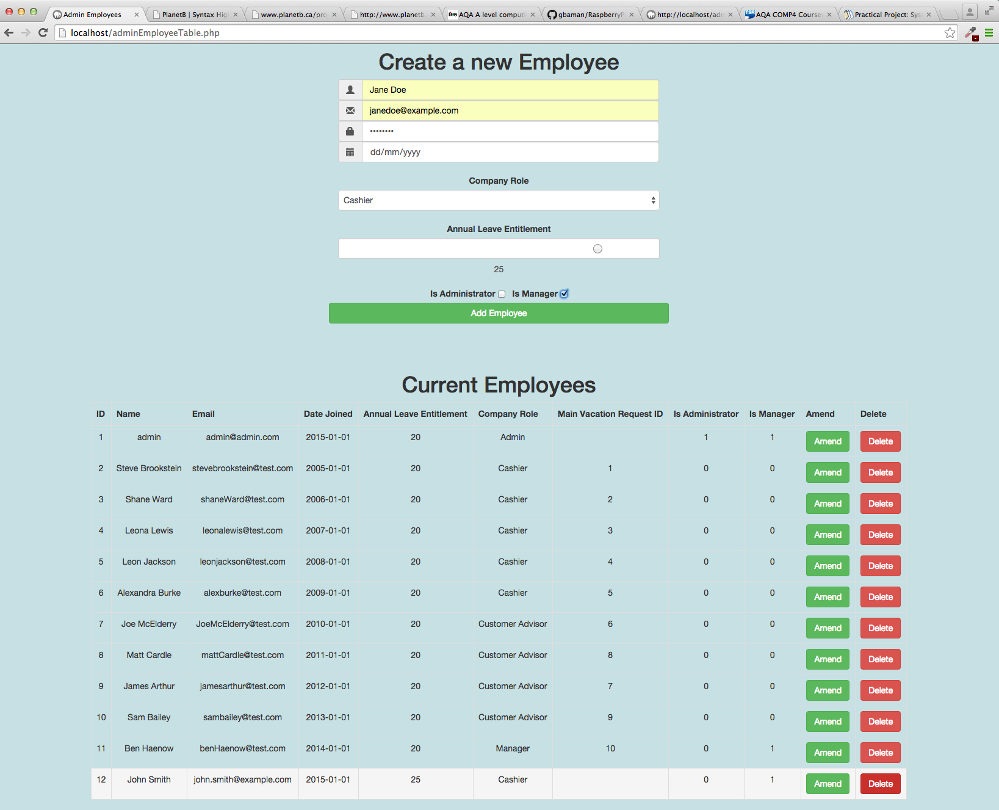 Admin Employees
PlanetB | Syntax Hig
www.planetb.ca/pro
http://www.planetb.
tes AQA A level computi
gbaman/RaspberryP
http://localhost/adm
TSR AQA COMP4 Course
Practical Project: Sys
localhost/adminEmployeeTable.php
Create a new Employee
Jane Doe
janedoe@example.com
••••••••
dd/mm/yyyy
Company Role
Cashier
Annual Leave Entitlement
25
Is Administrator Is Manager
Add Employee
Current Employees
ID Name Email Date Joined Annual Leave Entitlement Company Role Main Vacation Request ID Is Administrator Is Manager Amend Delete
1 admin admin@admin.com 2015-01-01 20 Admin 1 1 Amend Delete
2 Steve Brookstein stevebrookstein@test.com 2005-01-01 20 Cashier 1 0 0 Amend Delete
3 Shane Ward shaneWard@test.com 2006-01-01 20 Cashier 2 0 0 Amend Delete
4 Leona Lewis leonalewis@test.com 2007-01-01 20 Cashier 3 0 0 Amend Delete
5 Leon Jackson leonjackson@test.com 2008-01-01 20 Cashier 4 0 0 Amend Delete
6 Alexandra Burke alexburke@test.com 2009-01-01 20 Cashier 5 0 0 Amend Delete
7 Joe McElderry JoeMcElderry@test.com 2010-01-01 20 Customer Advisor 6 0 0 Amend Delete
8 Matt Cardle mattCardle@test.com 2011-01-01 20 Customer Advisor 8 0 0 Amend Delete
9 James Arthur jamesarthur@test.com 2012-01-01 20 Customer Advisor 7 0 0 Amend Delete
10 Sam Bailey sambailey@test.com 2013-01-01 20 Customer Advisor 9 0 0 Amend Delete
11 Ben Haenow benHaenow@test.com 2014-01-01 20 Manager 10 0 1 Amend Delete
12 John Smith john.smith@example.com 2015-01-01 25 Cashier 0 1 Amend Delete